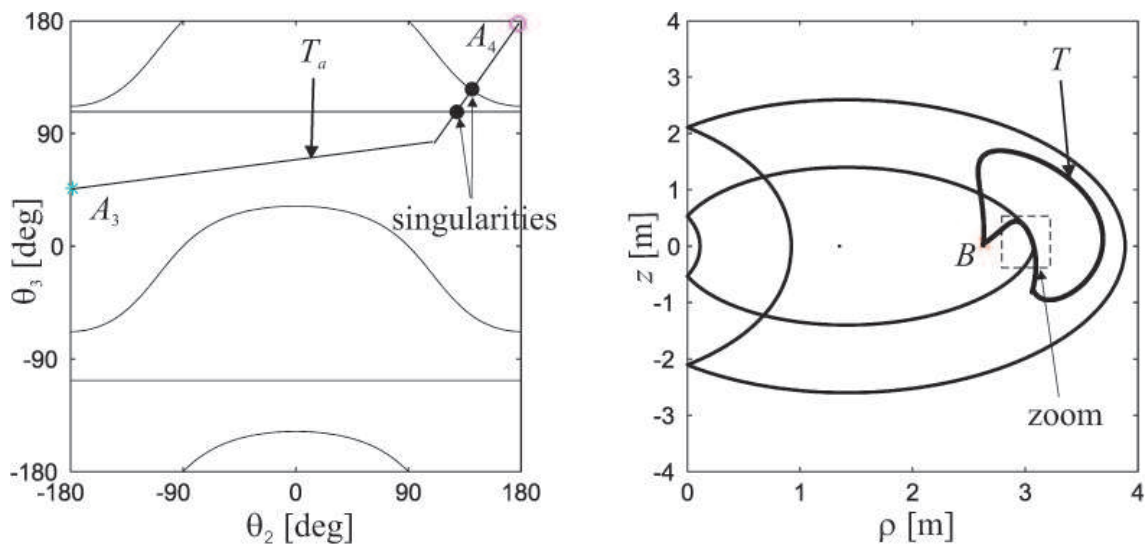 180
90
0
-90
-180
θ3 [deg]
-180
-90
0
90
180
θ2 [deg]
A4
Ta
A3
singularities
4
3
2
1
0
-1
-2
-3
-4
z [m]
0
1
2
3
4
ρ [m]
T
B
zoom